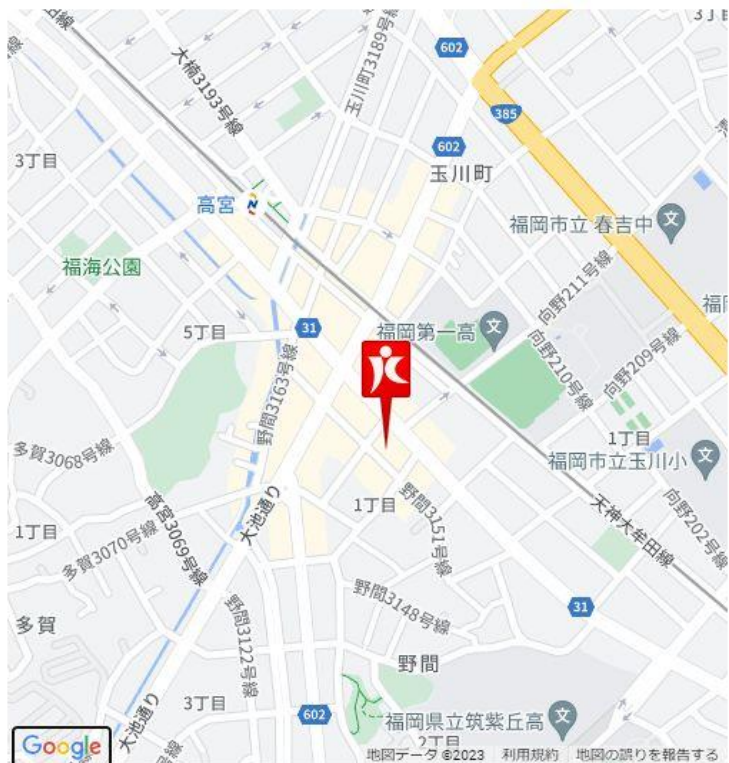 3丁目
602
大楠3193号線
玉川町3189号線
385
602
3丁目
玉川町
高宮
福岡市立 春吉中
福海公園
向野211号線
31
5丁目
福岡第一高
向野210号線
向野209号線
野間3163号線
1丁目
多賀3068号線
福岡市立玉川小
高宮3069号線
大池通り
野間3151号線
1丁目
1丁目
天神大牟田線
向野202号線
多賀3070号線
野間3148号線
31
多賀
野間3122号線
野間
3丁目
602
大池通り
福岡県立筑紫丘高
2丁目
Google
地図データ ©2023 利用規約 地図の誤りを報告する